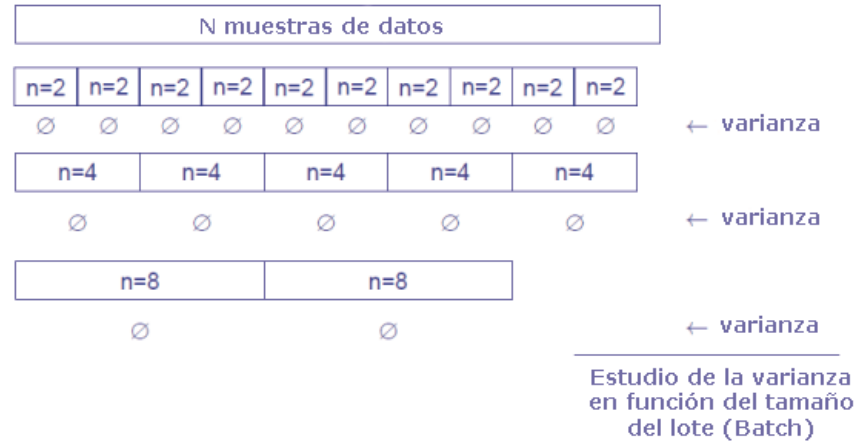 N muestras de datos
n=2 n=2 n=2 n=2 n=2 n=2 n=2 n=2 n=2 n=2
∅ ∅ ∅ ∅ ∅ ∅ ∅ ∅ ∅ ∅ ← varianza
n=4 n=4 n=4 n=4 n=4
∅ ∅ ∅ ∅ ∅ ← varianza
n=8 n=8
∅ ∅ ← varianza
Estudio de la varianza
en función del tamaño
del lote (Batch)